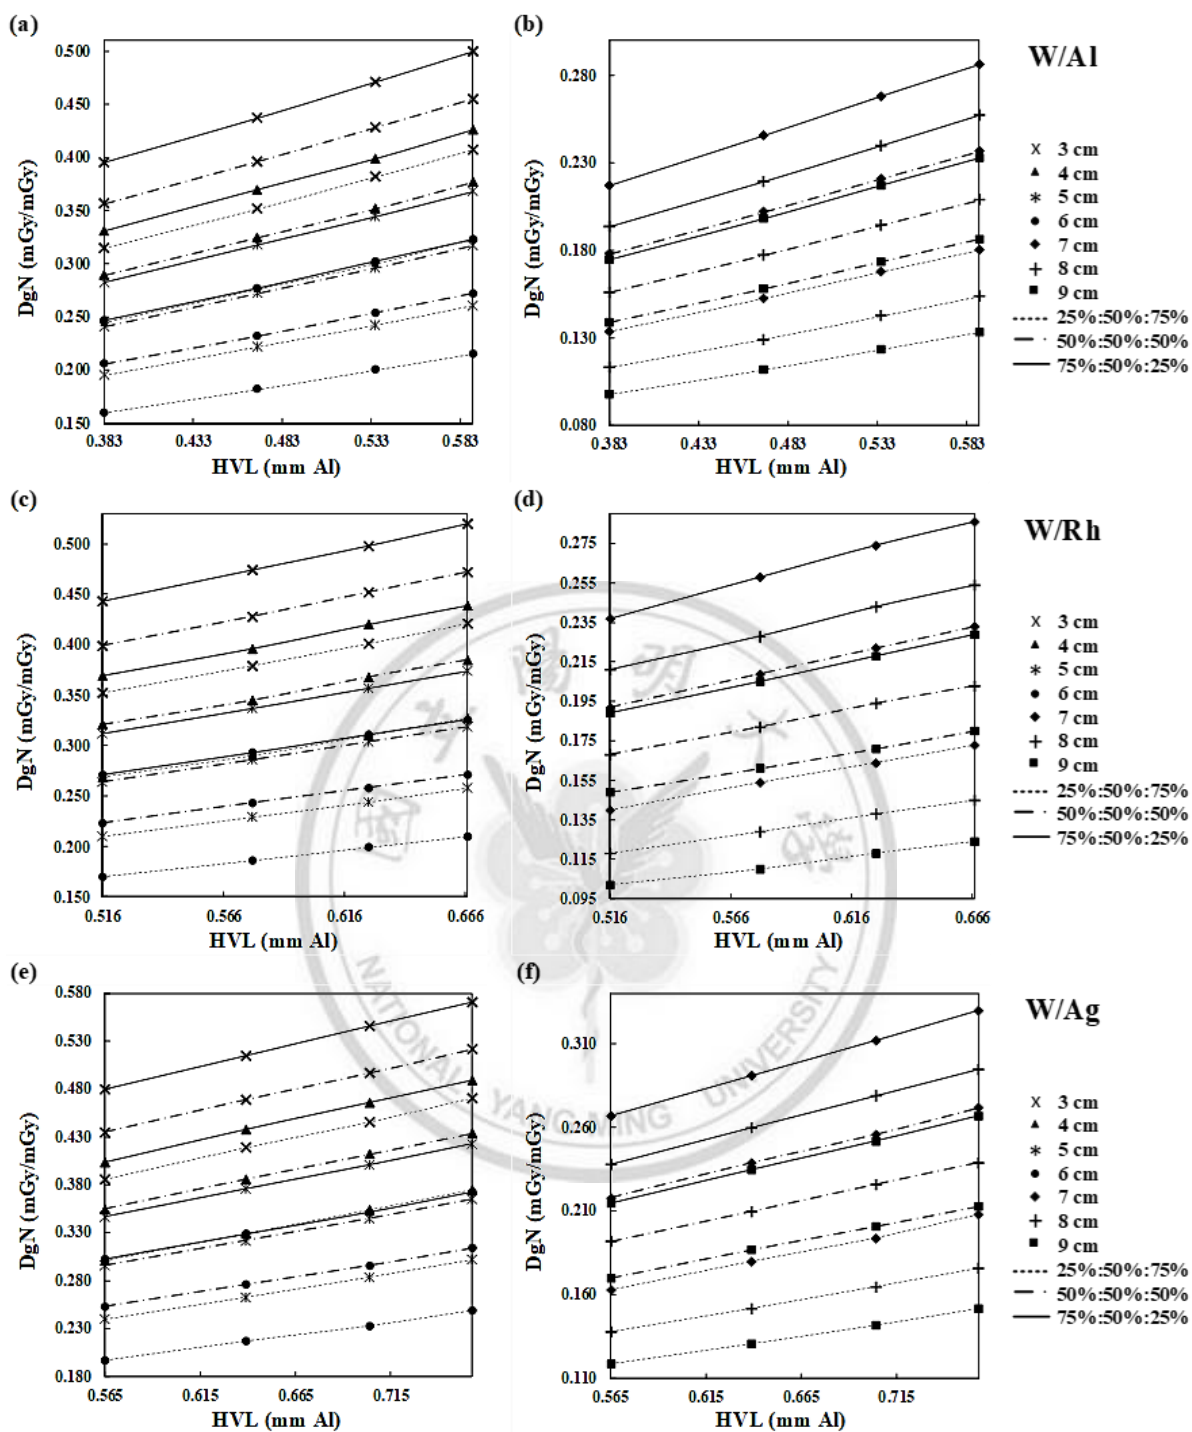 (a)
0.500
0.450
0.400
0.350
0.300
0.250
0.200
0.150
DgN (mGy/mGy)
0.383 0.433 0.483 0.533 0.583
HVL (mm Al)
(b)
0.280
0.230
0.180
0.130
0.080
DgN (mGy/mGy)
0.383 0.433 0.483 0.533 0.583
HVL (mm Al)
W/Al
3 cm
4 cm
5 cm
6 cm
7 cm
8 cm
9 cm
25%:50%:75%
50%:50%:50%
75%:50%:25%
(c)
0.500
0.450
0.400
0.350
0.300
0.250
0.200
0.150
DgN (mGy/mGy)
0.516 0.566 0.616 0.666
HVL (mm Al)
(d)
0.275
0.255
0.235
0.215
0.195
0.175
0.155
0.135
0.115
0.095
DgN (mGy/mGy)
0.516 0.566 0.616 0.666
HVL (mm Al)
W/Rh
3 cm
4 cm
5 cm
6 cm
7 cm
8 cm
9 cm
25%:50%:75%
50%:50%:50%
75%:50%:25%
(e)
0.580
0.530
0.480
0.430
0.380
0.330
0.280
0.230
0.180
DgN (mGy/mGy)
0.565 0.615 0.665 0.715
HVL (mm Al)
(f)
0.310
0.260
0.210
0.160
0.110
DgN (mGy/mGy)
0.565 0.615 0.665 0.715
HVL (mm Al)
W/Ag
3 cm
4 cm
5 cm
6 cm
7 cm
8 cm
9 cm
25%:50%:75%
50%:50%:50%
75%:50%:25%
NATIONAL YANG MING UNIVERSITY